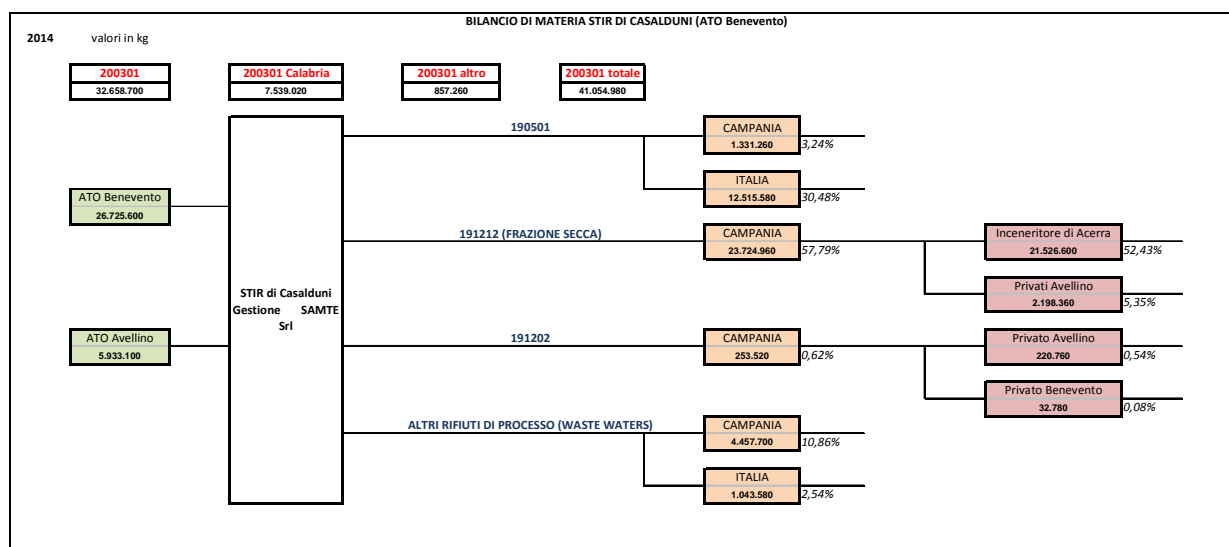 BILANCIO DI MATERIA STIR DI CASALDUNI (ATO Benevento)
2014 valori in kg
200301 200301 Calabria 200301 altro 200301 totale
32.658.700 7.539.020 857.260 41.054.980
190501
CAMPANIA
1.331.260 3,24%
ITALIA
12.515.580 30,48%
ATO Benevento
26.725.600
191212 (FRAZIONE SECCA)
CAMPANIA
23.724.960 57,79%
Inceneritore di Acerra
21.526.600 52,43%
Privati Avellino
2.198.360 5,35%
STIR di Casalduni
Gestione SAMTE
Srl
ATO Avellino
5.933.100
191202
CAMPANIA
253.520 0,62%
Privato Avellino
220.760 0,54%
Privato Benevento
32.780 0,08%
ALTRI RIFIUTI DI PROCESSO (WASTE WATERS)
CAMPANIA
4.457.700 10,86%
ITALIA
1.043.580 2,54%